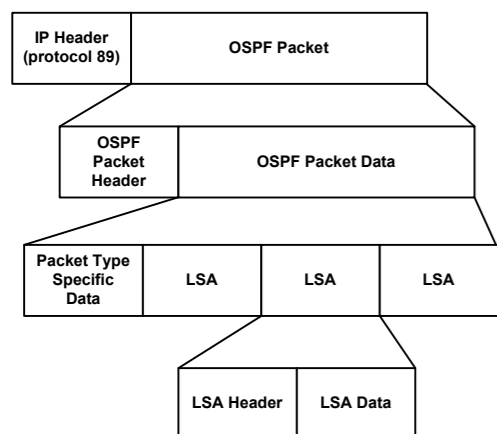 IP Header
(protocol 89)
OSPF Packet
OSPF
Packet
Header
OSPF Packet Data
Packet Type
Specific
Data
LSA
LSA
LSA
LSA Header
LSA Data